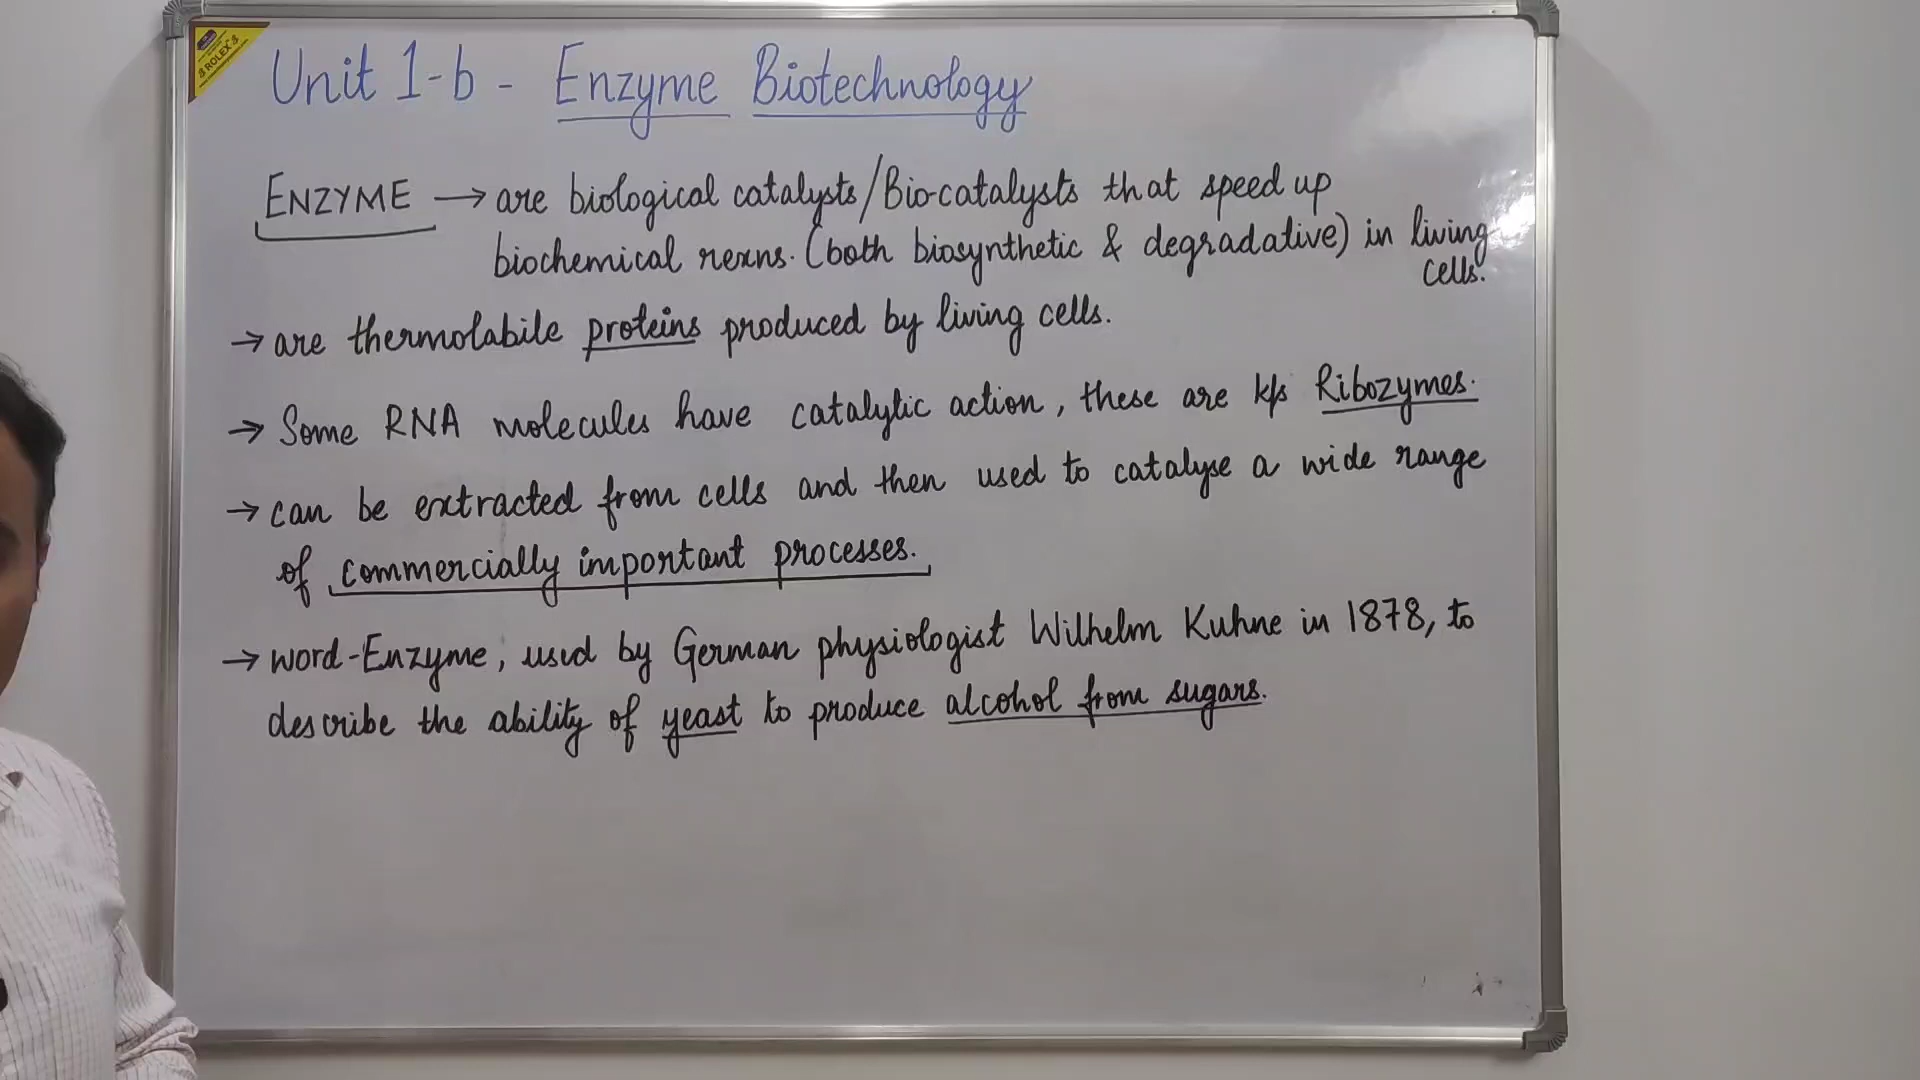 ROLEX
Unit 1-b - Enzyme Biotechnology
ENZYME → are biological catalysts/Bio-catalysts that speed up
biochemical rexns. (both biosynthetic & degradative) in living
cells.
→ are thermolabile proteins produced by living cells.
→ Some RNA molecules have catalytic action, these are k/s Ribozymes.
→ can be extracted from cells and then used to catalyse a wide range
of commercially important processes.
→ word-Enzyme; used by German physiologist Wilhelm Kuhne in 1878, to
describe the ability of yeast to produce alcohol from sugars.